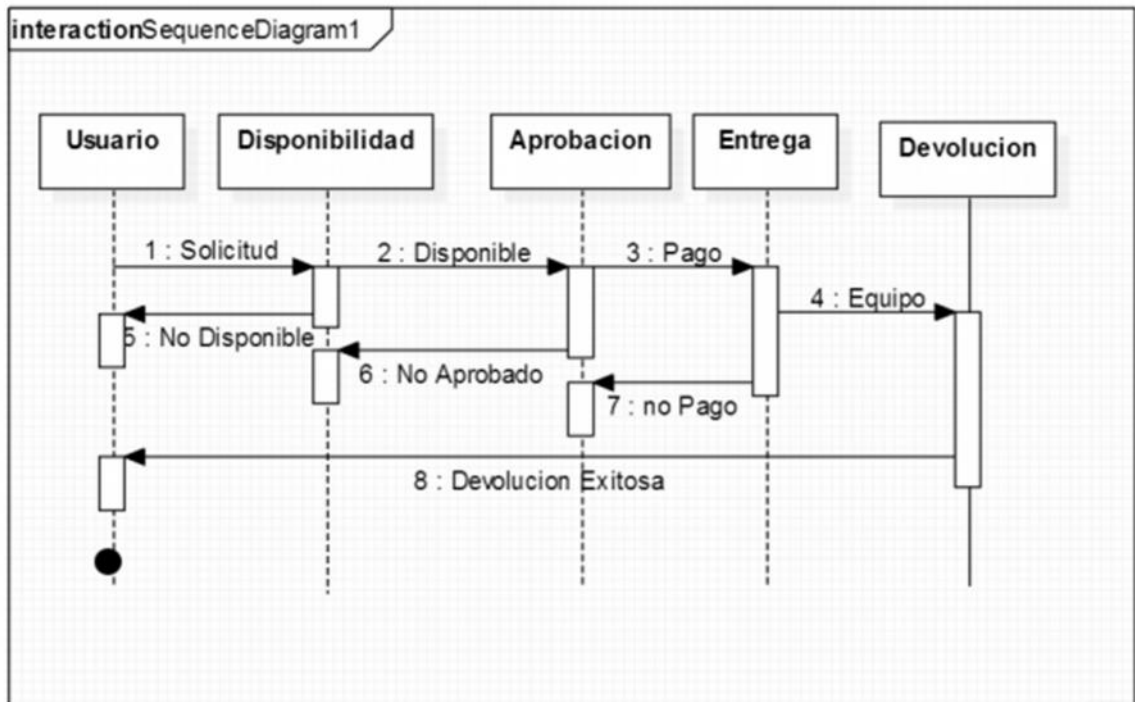 interactionSequenceDiagram1
Usuario
Disponibilidad
Aprobacion
Entrega
Devolucion
1 : Solicitud
2 : Disponible
3 : Pago
4 : Equipo
5 : No Disponible
6 : No Aprobado
7 : no Pago
8 : Devolucion Exitosa